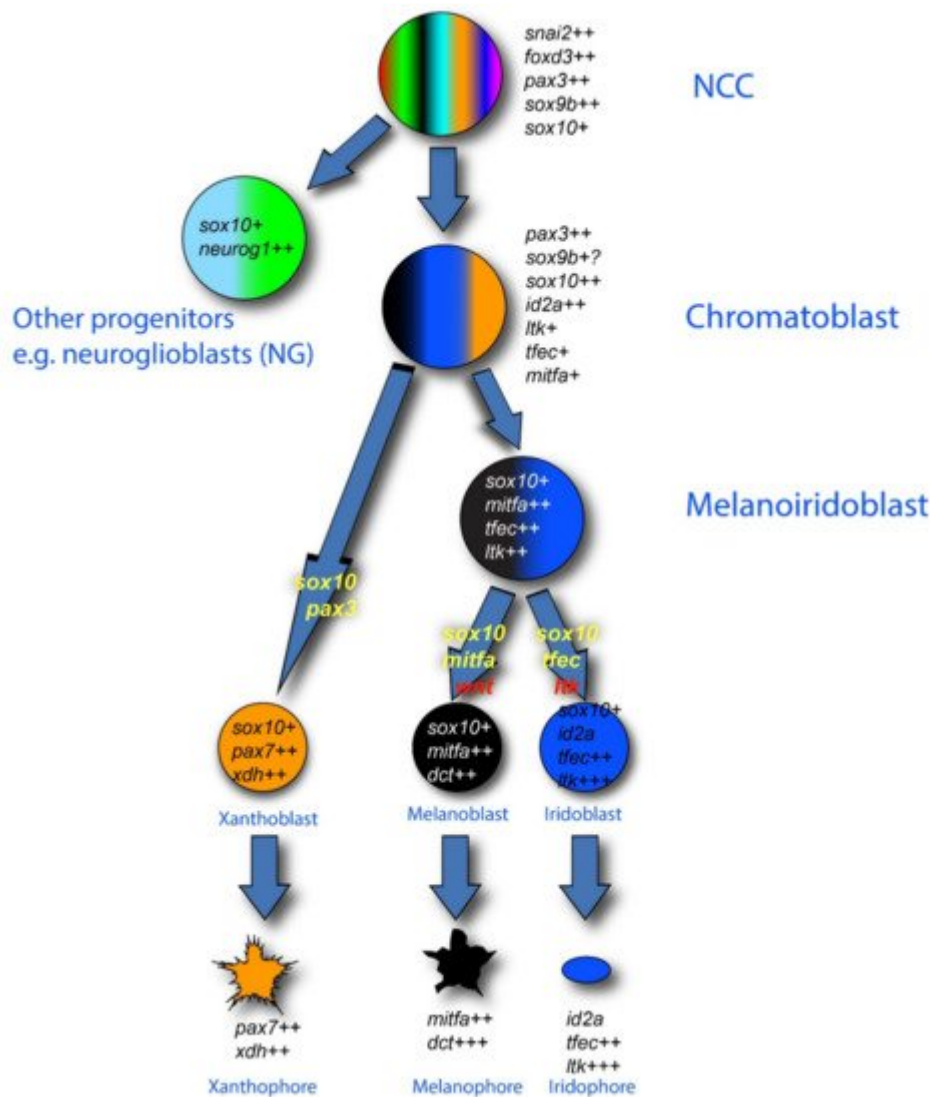 snai2++
foxd3++
pax3++
sox9b++
sox10+
NCC
sox10+
neurog1++
Other progenitors
e.g. neuroglioblasts (NG)
pax3++
sox9b+?
sox10++
id2a++
ltk+
tfec+
mitfa+
Chromatoblast
sox10+
mitfa++
tfec++
ltk++
Melanoiridoblast
sox10
pax3
sox10
mitfa
wnt
sox10
tfec
ltk
sox10+
pax7++
xdh++
Xanthoblast
sox10+
mitfa++
dct++
Melanoblast
sox10+
id2a
tfec++
ltk+++
Iridoblast
pax7++
xdh++
Xanthophore
mitfa++
dct+++
Melanophore
id2a
tfec++
ltk+++
Iridophore